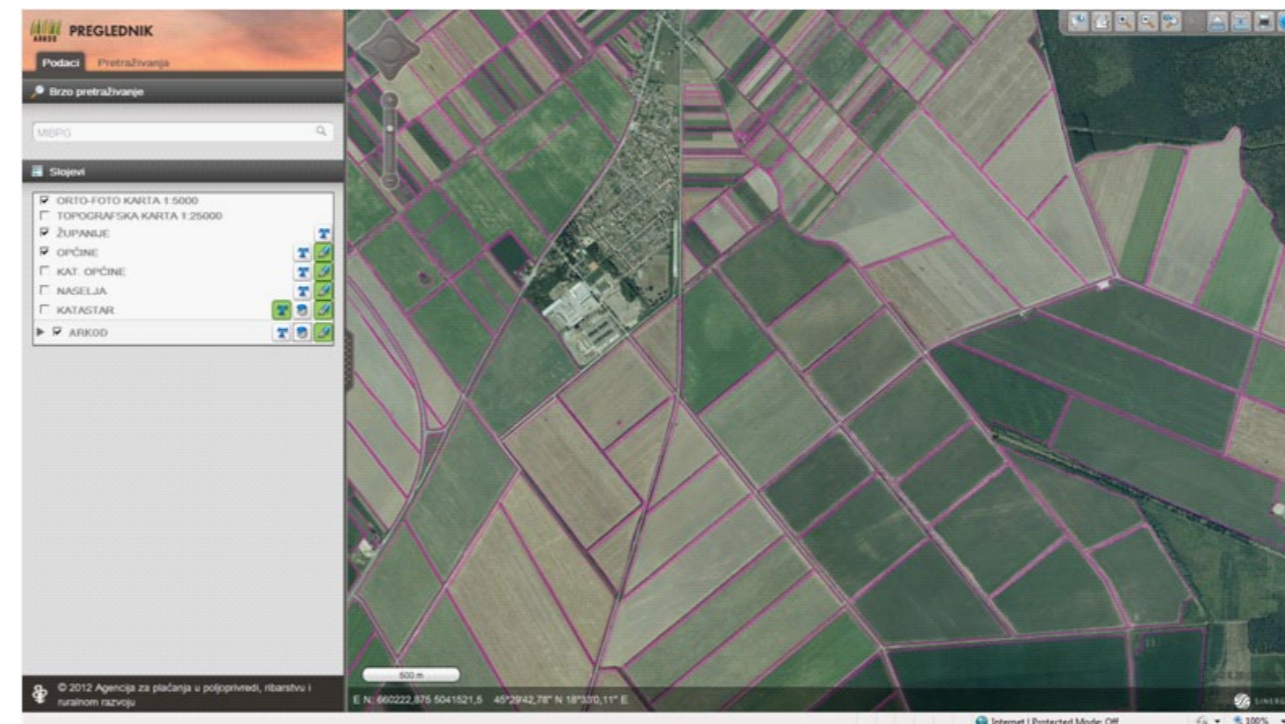 ARKOD PREGLEDNIK
Podaci Pretraživanja
Brzo pretraživanje
MIBPG
Slojevi
ORTO-FOTO KARTA 1:5000
TOPOGRAFSKA KARTA 1:25000
ŽUPANIJE
OPĆINE
KAT. OPĆINE
NASELJA
KATASTAR
ARKOD
500 m
© 2012 Agencija za plaćanja u poljoprivredi, ribarstvu i
ruralnom razvoju
E N: 660222,875 5041521,5 45°29'42,78" N 18°33'0,11" E
Internet | Protected Mode: Off 100%